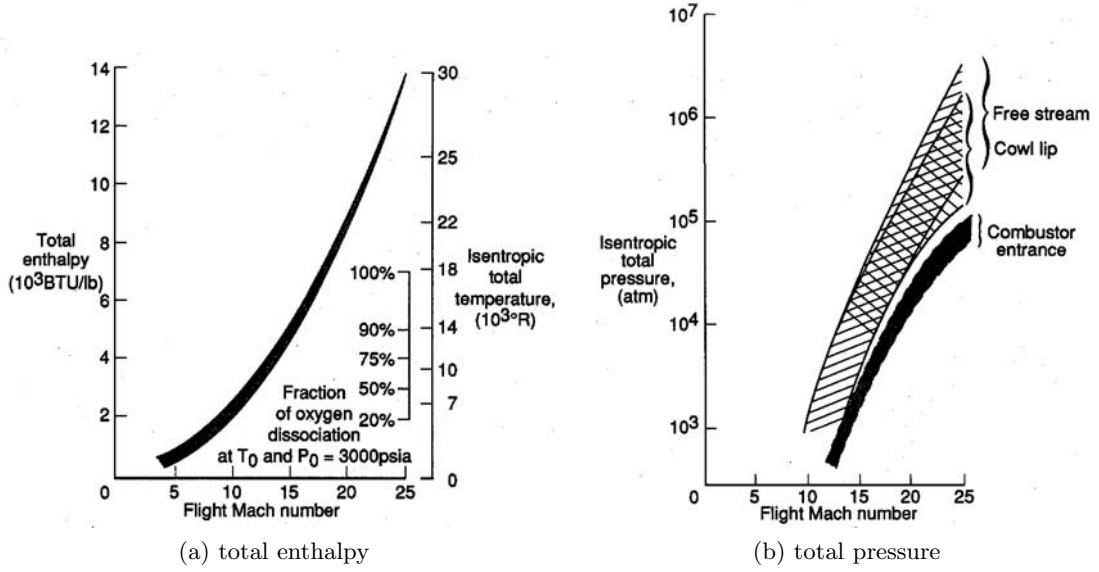 14
12
10
8
6
4
2
0
Total
enthalpy
(10³BTU/lb)
5
10
15
20
25
Flight Mach number
100%
90%
75%
50%
20%
Fraction
of oxygen
dissociation
at T₀ and P₀ = 3000psia
30
25
22
18
14
10
7
0
Isentropic
total
temperature,
(10³°R)
(a) total enthalpy
10⁷
10⁶
10⁵
10⁴
10³
Isentropic
total
pressure,
(atm)
0
5
10
15
20
25
Flight Mach number
Free stream
Cowl lip
Combustor
entrance
(b) total pressure